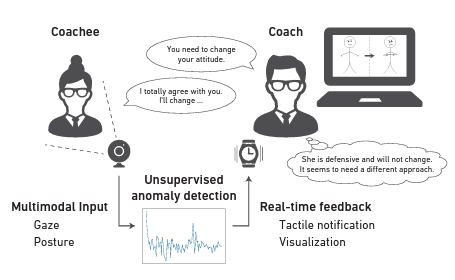 Coachee
Coach
You need to change
your attitude.
I totally agree with you.
I'll change ...
She is defensive and will not change.
It seems to need a different approach.
Unsupervised
anomaly detection
Multimodal Input
Gaze
Posture
Real-time feedback
Tactile notification
Visualization